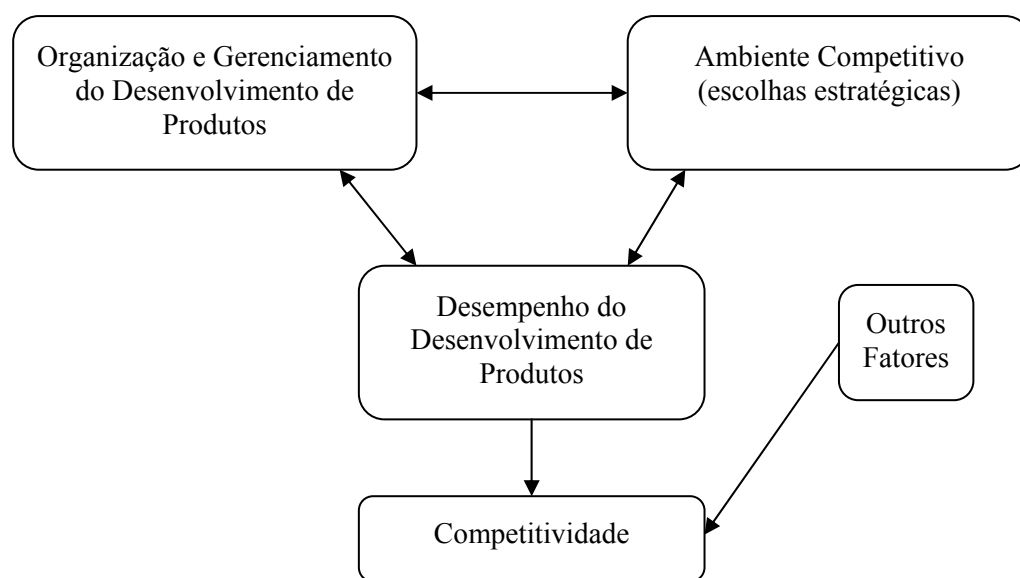 Organização e Gerenciamento
do Desenvolvimento de
Produtos
Ambiente Competitivo
(escolhas estratégicas)
Desempenho do
Desenvolvimento de
Produtos
Outros
Fatores
Competitividade